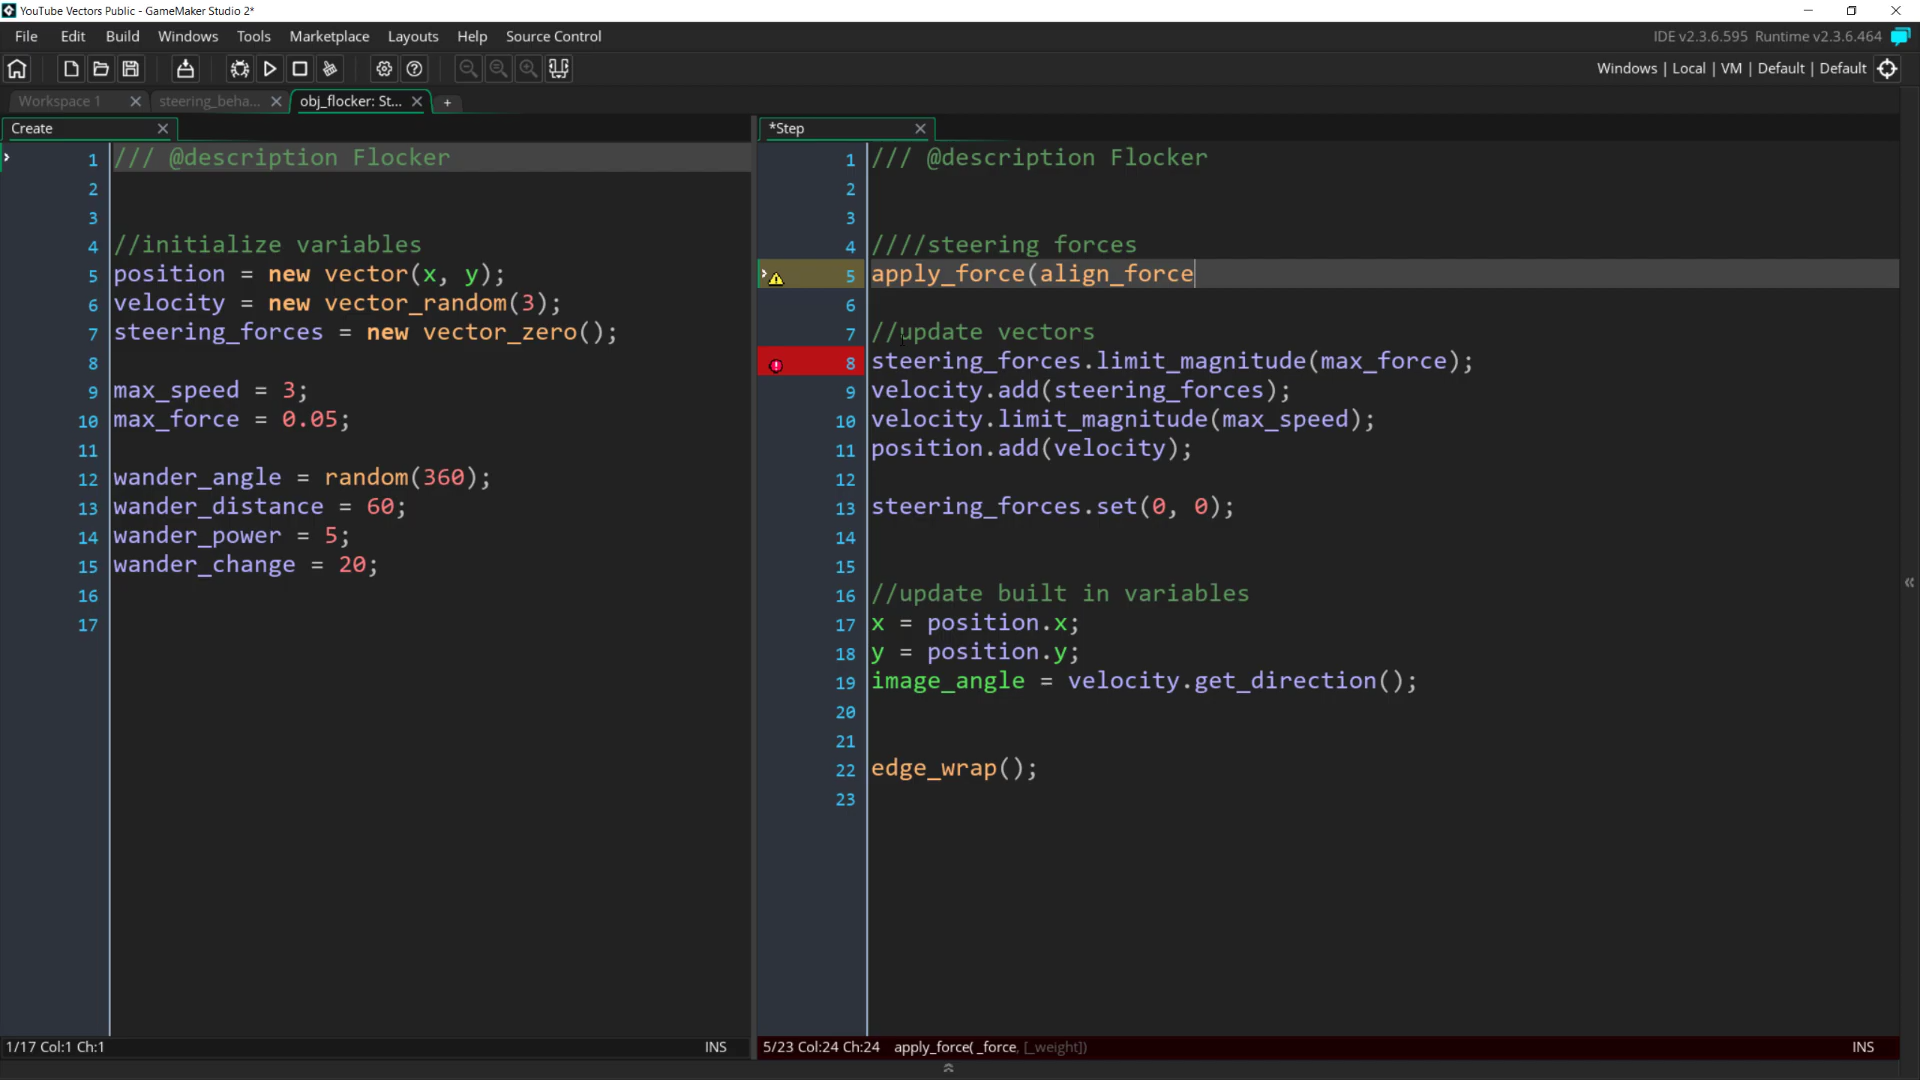 YouTube Vectors Public - GameMaker Studio 2*
File Edit Build Windows Tools Marketplace Layouts Help Source Control
IDE v2.3.6.595 Runtime v2.3.6.464
Windows | Local | VM | Default | Default
Workspace 1
steering_beha...
obj_flocker: St...
+
Create
1 /// @description Flocker
2
3
4 //initialize variables
5 position = new vector(x, y);
6 velocity = new vector_random(3);
7 steering_forces = new vector_zero();
8
9 max_speed = 3;
10 max_force = 0.05;
11
12 wander_angle = random(360);
13 wander_distance = 60;
14 wander_power = 5;
15 wander_change = 20;
16
17
1/17 Col:1 Ch:1 INS
*Step
1 /// @description Flocker
2
3
4 ////steering forces
5 apply_force(align_force
6
7 //update vectors
8 steering_forces.limit_magnitude(max_force);
9 velocity.add(steering_forces);
10 velocity.limit_magnitude(max_speed);
11 position.add(velocity);
12
13 steering_forces.set(0, 0);
14
15
16 //update built in variables
17 x = position.x;
18 y = position.y;
19 image_angle = velocity.get_direction();
20
21
22 edge_wrap();
23
5/23 Col:24 Ch:24 apply_force( _force, [_weight]) INS